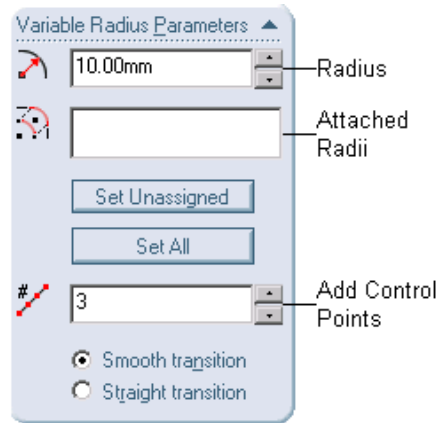 Variable Radius Parameters
10.00mm
Radius
Attached
Radii
Set Unassigned
Set All
#
3
Add Control
Points
Smooth transition
Straight transition